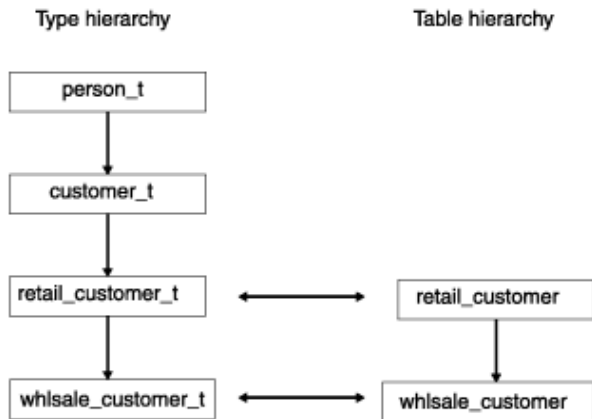 Type hierarchy
Table hierarchy
person_t
customer_t
retail_customer_t
retail_customer
whlsale_customer_t
whlsale_customer